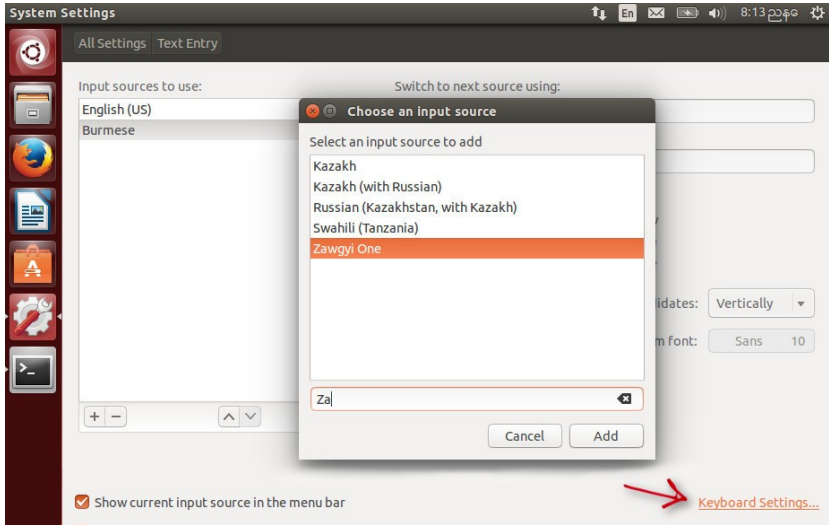 System Settings
En
8:13 ညနေ
All Settings Text Entry
Input sources to use:
Switch to next source using:
English (US)
Burmese
Choose an input source
Select an input source to add
Kazakh
Kazakh (with Russian)
Russian (Kazakhstan, with Kazakh)
Swahili (Tanzania)
Zawgyi One
idates: Vertically
m font: Sans 10
Za
Cancel Add
Show current input source in the menu bar
Keyboard Settings...